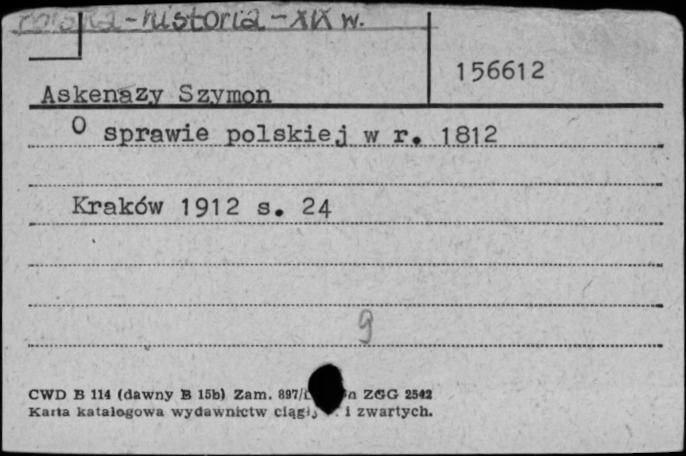 Polska - historia - XIX w.
156612
Askenazy Szymon
O sprawie polskiej w r. 1812
Kraków 1912 s. 24
9
CWD B 114 (dawny B 15b) Zam. 897/ ZGG 2542
Karta katalogowa wydawnictw i zwartych.